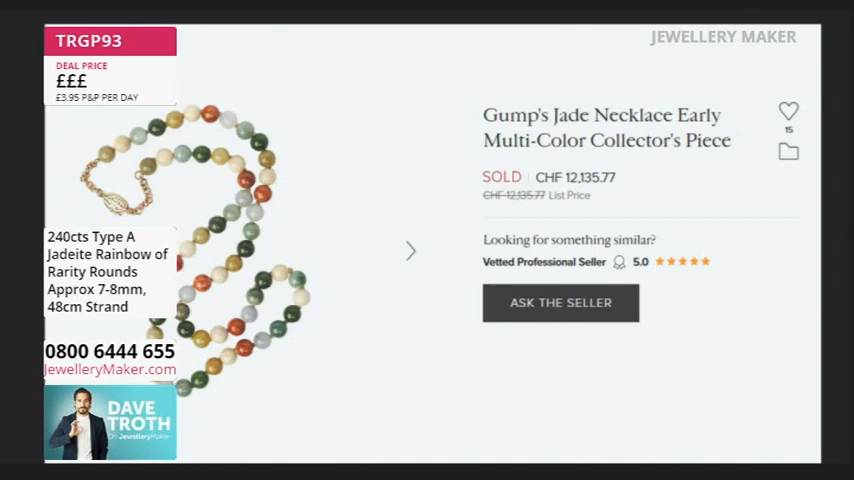 TRGP93
DEAL PRICE
£££
£3.95 P&P PER DAY
JEWELLERY MAKER
Gump's Jade Necklace Early
Multi-Color Collector's Piece
15
SOLD CHF 12,135.77
CHF 12,135.77 List Price
Looking for something similar?
Vetted Professional Seller 5.0
ASK THE SELLER
240cts Type A
Jadeite Rainbow of
Rarity Rounds
Approx 7-8mm,
48cm Strand
0800 6444 655
JewelleryMaker.com
DAVE
TROTH
On JewelleryMaker